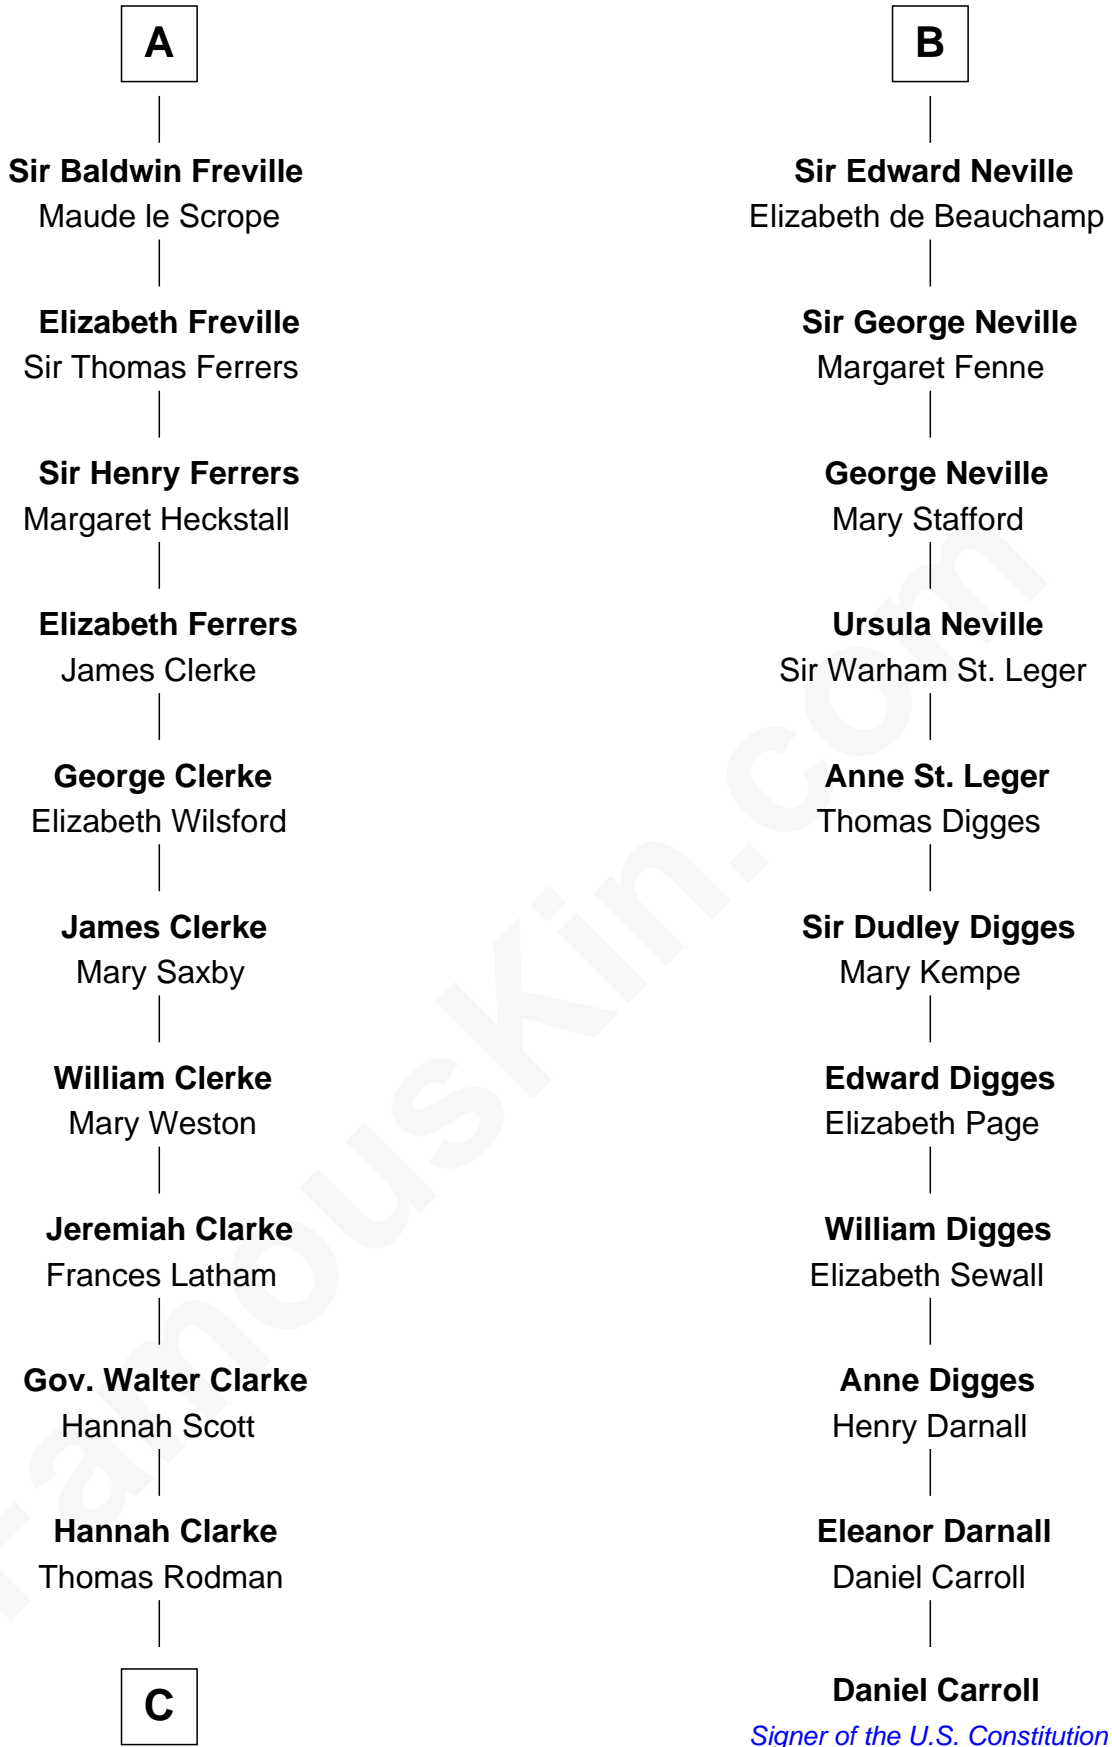 A
Sir Baldwin Freville
Maude le Scrope
Elizabeth Freville
Sir Thomas Ferrers
Sir Henry Ferrers
Margaret Heckstall
Elizabeth Ferrers
James Clerke
George Clerke
Elizabeth Wilsford
James Clerke
Mary Saxby
William Clerke
Mary Weston
Jeremiah Clarke
Frances Latham
Gov. Walter Clarke
Hannah Scott
Hannah Clarke
Thomas Rodman
C
B
Sir Edward Neville
Elizabeth de Beauchamp
Sir George Neville
Margaret Fenne
George Neville
Mary Stafford
Ursula Neville
Sir Warham St. Leger
Anne St. Leger
Thomas Digges
Sir Dudley Digges
Mary Kempe
Edward Digges
Elizabeth Page
William Digges
Elizabeth Sewall
Anne Digges
Henry Darnall
Eleanor Darnall
Daniel Carroll
Daniel Carroll
Signer of the U.S. Constitution
FamousKin.com